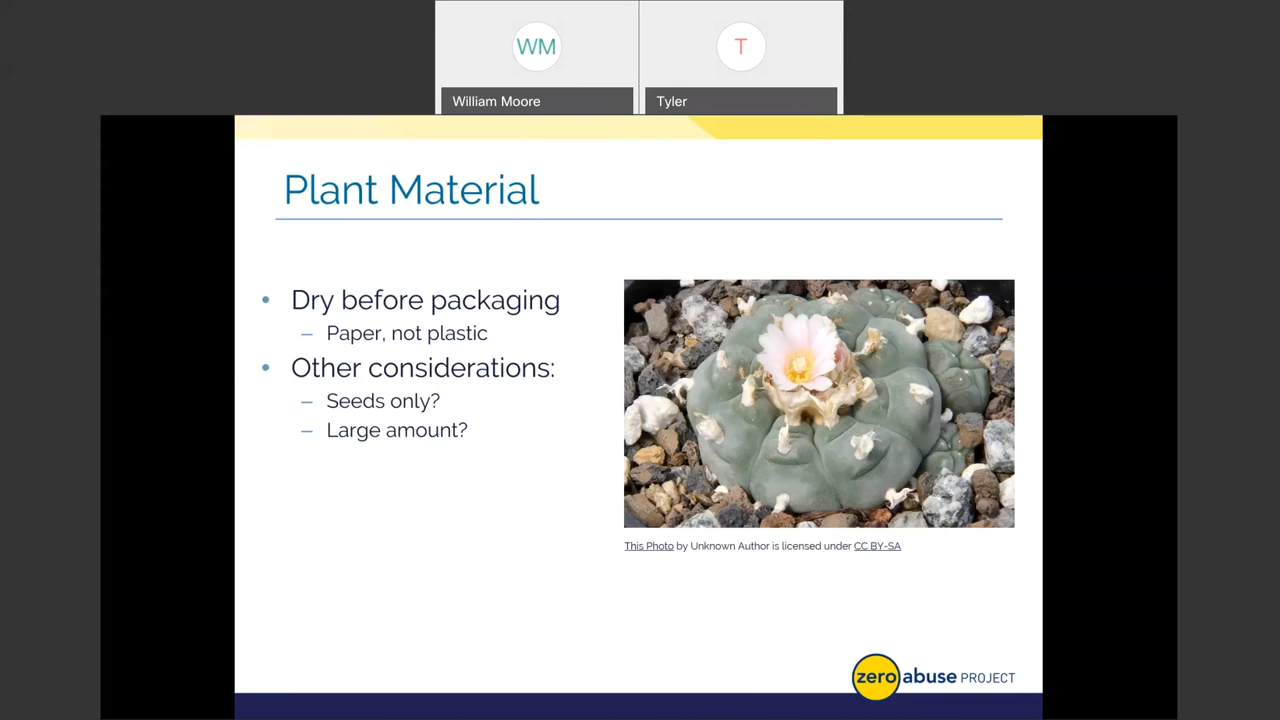 WM
T
William Moore
Tyler
Plant Material
• Dry before packaging
– Paper, not plastic
• Other considerations:
– Seeds only?
– Large amount?
This Photo by Unknown Author is licensed under CC BY-SA
zero abuse PROJECT